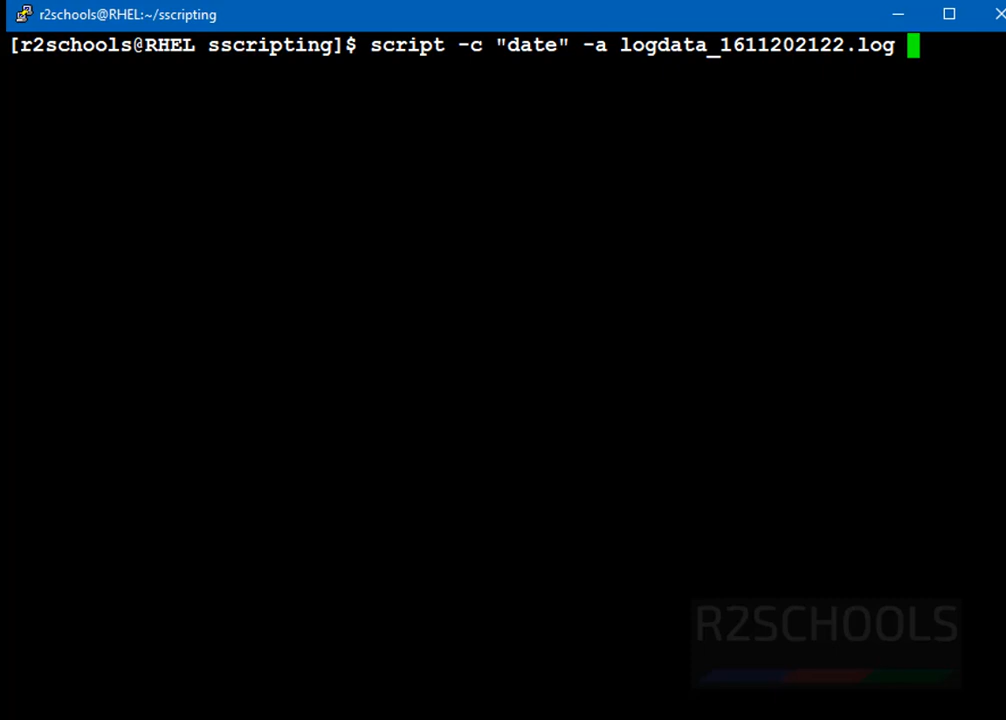 r2schools@RHEL:~/sscripting
[r2schools@RHEL sscripting]$ script -c "date" -a logdata_1611202122.log
R2SCHOOLS